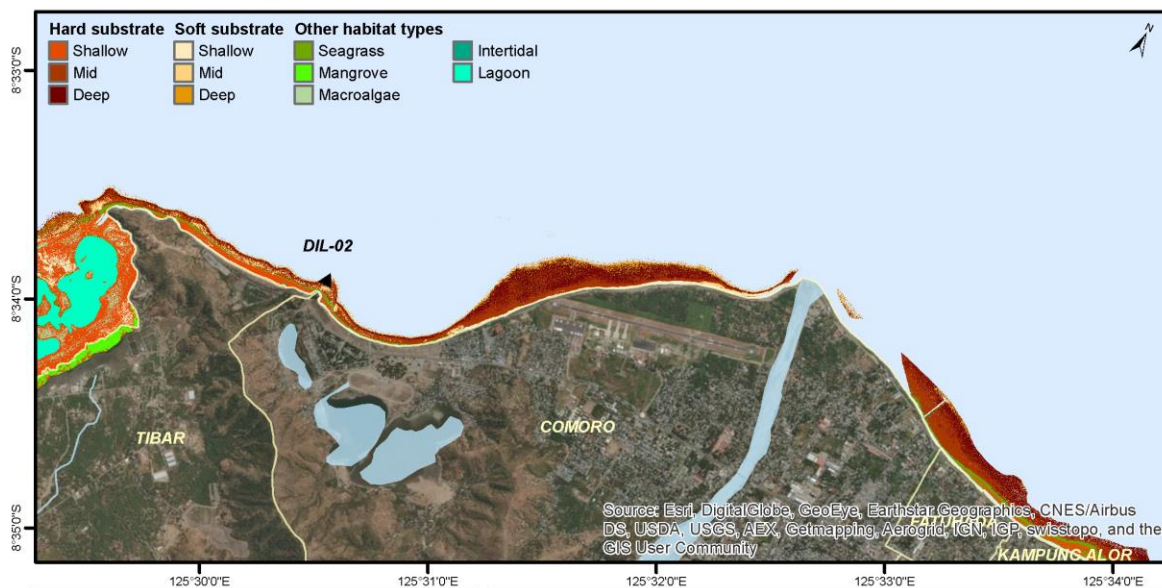 Hard substrate Soft substrate Other habitat types
Shallow Shallow Seagrass Intertidal
Mid Mid Mangrove Lagoon
Deep Deep Macroalgae
N
8°33'0"S
DIL-02
8°34'0"S
COMORO
TIBAR
Source: Esri, DigitalGlobe, GeoEye, Earthstar Geographics, CNES/Airbus
DS, USDA, USGS, AEX, Getmapping, Aerogrid, IGN, IGP, swisstopo, and the
GIS User Community
8°35'0"S
KAMPUNG ALOR
125°30'0"E 125°31'0"E 125°32'0"E 125°33'0"E 125°34'0"E